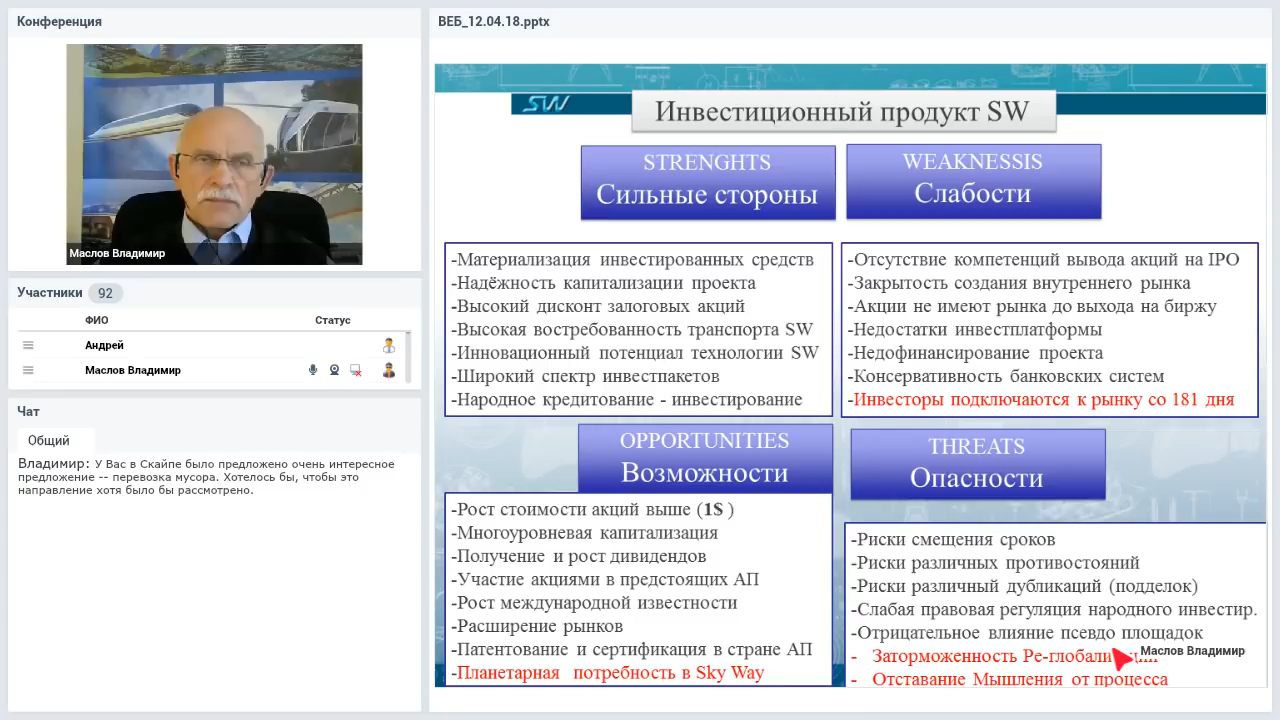 Конференция
Маслов Владимир
Участники 92
ФИО Статус
Андрей
Маслов Владимир
Чат
Общий
Владимир: У Вас в Скайпе было предложено очень интересное
предложение -- перевозка мусора. Хотелось бы, чтобы это
направление хотя было бы рассмотрено.
ВЕБ_12.04.18.pptx
SW
Инвестиционный продукт SW
STRENGHTS
Сильные стороны
-Материализация инвестированных средств
-Надёжность капитализации проекта
-Высокий дисконт залоговых акций
-Высокая востребованность транспорта SW
-Инновационный потенциал технологии SW
-Широкий спектр инвестпакетов
-Народное кредитование - инвестирование
WEAKNESSIS
Слабости
-Отсутствие компетенций вывода акций на IPO
-Закрытость создания внутреннего рынка
-Акции не имеют рынка до выхода на биржу
-Недостатки инвестплатформы
-Недофинансирование проекта
-Консервативность банковских систем
-Инвесторы подключаются к рынку со 181 дня
OPPORTUNITIES
Возможности
-Рост стоимости акций выше (1$ )
-Многоуровневая капитализация
-Получение и рост дивидендов
-Участие акциями в предстоящих АП
-Рост международной известности
-Расширение рынков
-Патентование и сертификация в стране АП
-Планетарная потребность в Sky Way
THREATS
Опасности
-Риски смещения сроков
-Риски различных противостояний
-Риски различный дубликаций (подделок)
-Слабая правовая регуляция народного инвестир.
-Отрицательное влияние псевдо площадок
- Заторможенность
Маслов Владимир
- Отставание Мышления от процесса